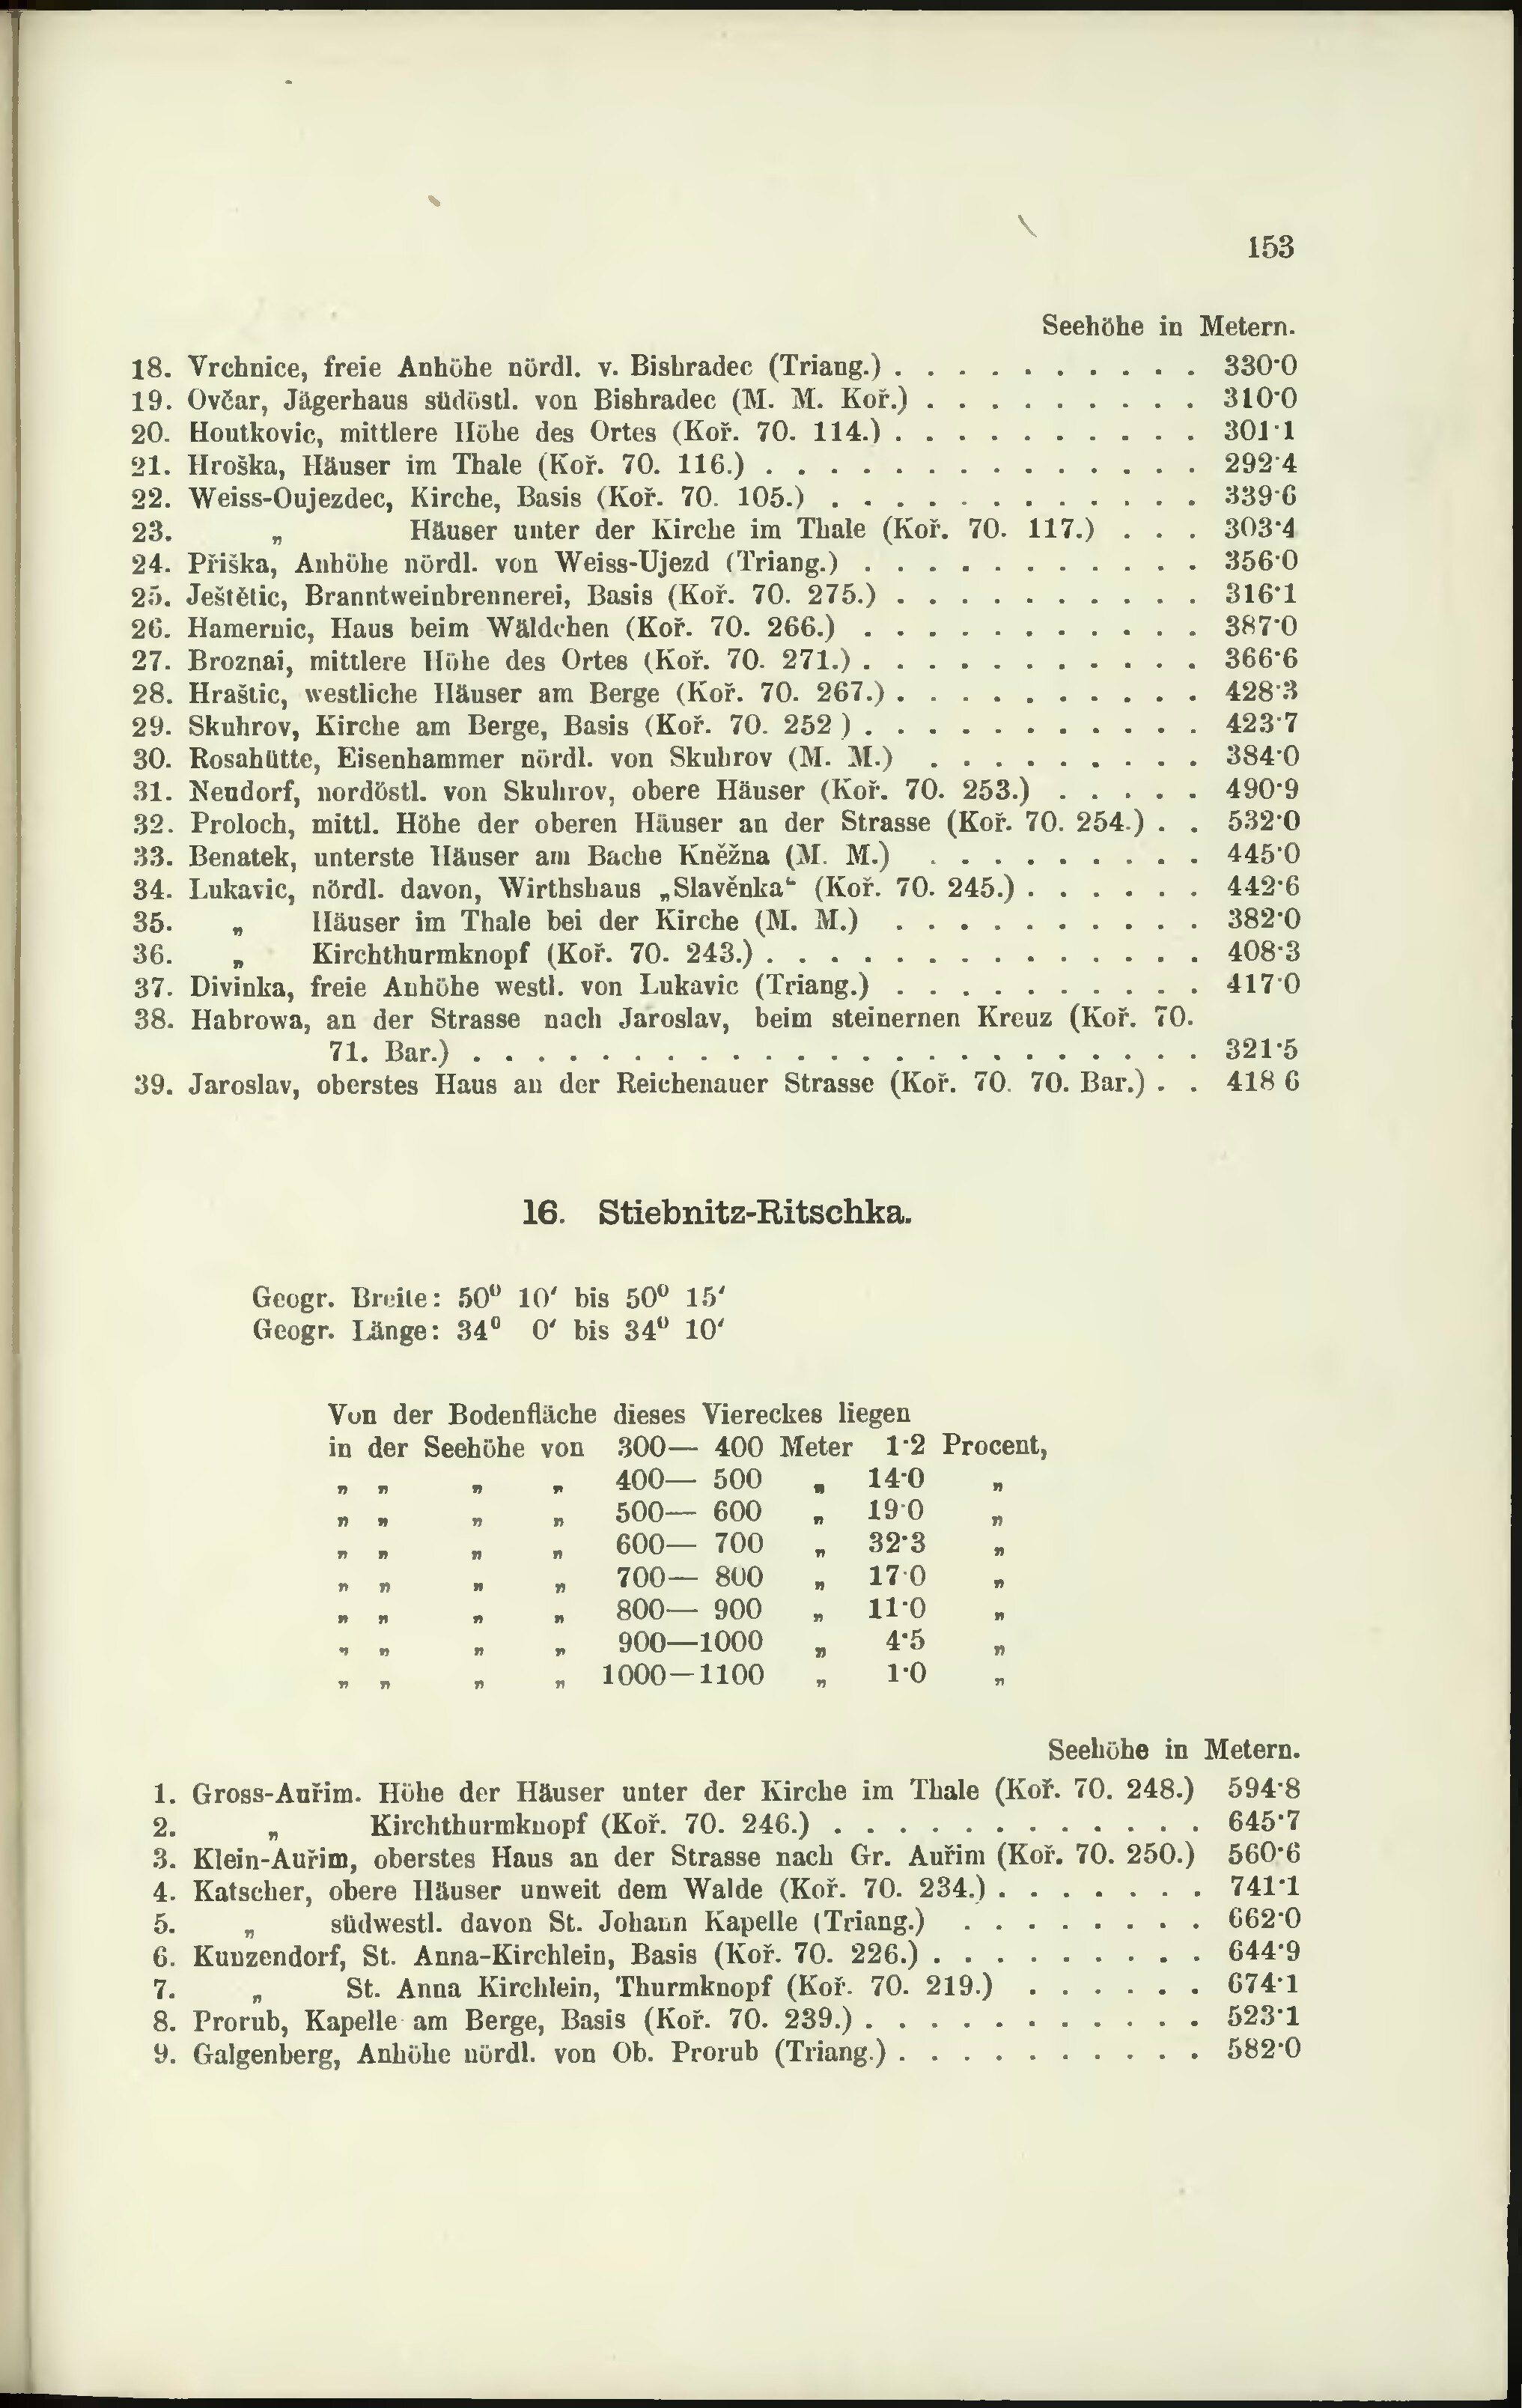 153
Seehöhe in Metern.
18. Vrchnice, freie Anhöhe nördl. v. Bishradec (Triang.) . . . . . . . . . . 330·0
19. Ovčar, Jägerhaus südöstl. von Bishradec (M. M. Koř.) . . . . . . . . . 310·0
20. Houtkovic, mittlere Höhe des Ortes (Koř. 70. 114.) . . . . . . . . . . 301·1
21. Hroška, Häuser im Thale (Koř. 70. 116.) . . . . . . . . . . . . . . 292·4
22. Weiss-Oujezdec, Kirche, Basis (Koř. 70. 105.) . . . . . . . . . . . . 339·6
23. „ Häuser unter der Kirche im Thale (Koř. 70. 117.) . . . 303·4
24. Přiška, Anhöhe nördl. von Weiss-Ujezd (Triang.) . . . . . . . . . . . 356·0
25. Ještětic, Branntweinbrennerei, Basis (Koř. 70. 275.) . . . . . . . . . . 316·1
26. Hamernic, Haus beim Wäldchen (Koř. 70. 266.) . . . . . . . . . . . 387·0
27. Broznai, mittlere Höhe des Ortes (Koř. 70. 271.) . . . . . . . . . . . 366·6
28. Hraštic, westliche Häuser am Berge (Koř. 70. 267.) . . . . . . . . . . 428·3
29. Skuhrov, Kirche am Berge, Basis (Koř. 70. 252 ) . . . . . . . . . . . 423·7
30. Rosahütte, Eisenhammer nördl. von Skuhrov (M. M.) . . . . . . . . . 384·0
31. Neudorf, nordöstl. von Skuhrov, obere Häuser (Koř. 70. 253.) . . . . . 490·9
32. Proloch, mittl. Höhe der oberen Häuser an der Strasse (Koř. 70. 254.) . . 532·0
33. Benatek, unterste Häuser am Bache Kněžna (M. M.) . . . . . . . . . 445·0
34. Lukavic, nördl. davon, Wirthshaus „Slavěnka“ (Koř. 70. 245.) . . . . . . 442·6
35. „ Häuser im Thale bei der Kirche (M. M.) . . . . . . . . . . 382·0
36. „ Kirchthurmknopf (Koř. 70. 243.) . . . . . . . . . . . . . . 408·3
37. Divinka, freie Anhöhe westl. von Lukavic (Triang.) . . . . . . . . . . 417·0
38. Habrowa, an der Strasse nach Jaroslav, beim steinernen Kreuz (Koř. 70.
71. Bar.) . . . . . . . . . . . . . . . . . . . . . . . 321·5
39. Jaroslav, oberstes Haus an der Reichenauer Strasse (Koř. 70. 70. Bar.) . . 418 6
16. Stiebnitz-Ritschka.
Geogr. Breite: 50⁰ 10′ bis 50⁰ 15′
Geogr. Länge: 34⁰ 0′ bis 34⁰ 10′
Von der Bodenfläche dieses Viereckes liegen
in der Seehöhe von 300— 400 Meter 1·2 Procent,
„ „ „ „ 400— 500 „ 14·0 „
„ „ „ „ 500— 600 „ 19·0 „
„ „ „ „ 600— 700 „ 32·3 „
„ „ „ „ 700— 800 „ 17·0 „
„ „ „ „ 800— 900 „ 11·0 „
„ „ „ „ 900—1000 „ 4·5 „
„ „ „ „ 1000—1100 „ 1·0 „
Seehöhe in Metern.
1. Gross-Auřim. Höhe der Häuser unter der Kirche im Thale (Koř. 70. 248.) 594·8
2. „ Kirchthurmknopf (Koř. 70. 246.) . . . . . . . . . . . . 645·7
3. Klein-Auřim, oberstes Haus an der Strasse nach Gr. Auřim (Koř. 70. 250.) 560·6
4. Katscher, obere Häuser unweit dem Walde (Koř. 70. 234.) . . . . . . . 741·1
5. „ südwestl. davon St. Johann Kapelle (Triang.) . . . . . . . . 662·0
6. Kunzendorf, St. Anna-Kirchlein, Basis (Koř. 70. 226.) . . . . . . . . . 644·9
7. „ St. Anna Kirchlein, Thurmknopf (Koř. 70. 219.) . . . . . . 674·1
8. Prorub, Kapelle am Berge, Basis (Koř. 70. 239.) . . . . . . . . . . . 523·1
9. Galgenberg, Anhöhe nördl. von Ob. Prorub (Triang.) . . . . . . . . . . 582·0